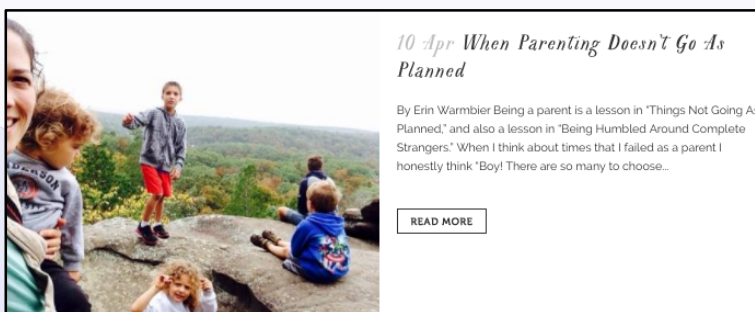 10 Apr When Parenting Doesn't Go As
Planned
By Erin Warmbier Being a parent is a lesson in "Things Not Going As
Planned," and also a lesson in "Being Humbled Around Complete
Strangers." When I think about times that I failed as a parent I
honestly think "Boy! There are so many to choose...
READ MORE
ANDERSON